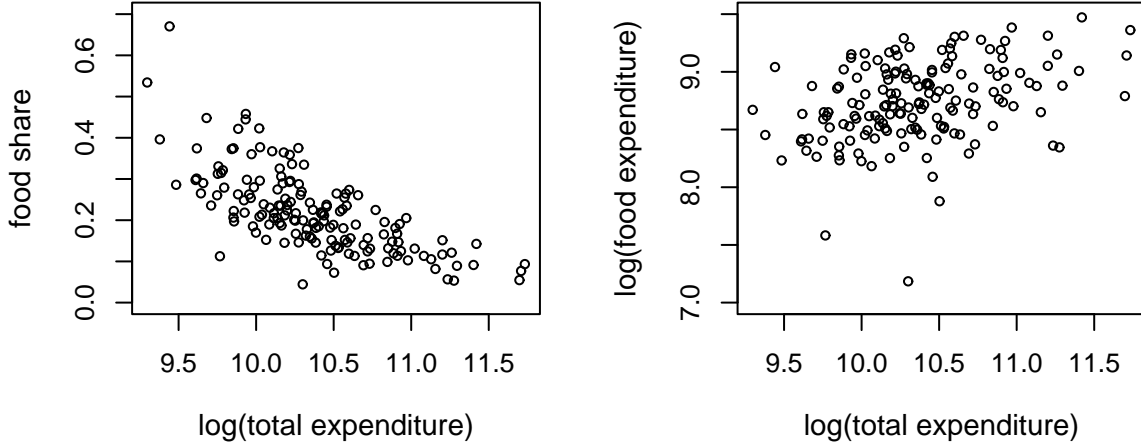 food share
0.0 0.2 0.4 0.6
9.5 10.0 10.5 11.0 11.5
log(total expenditure)
log(food expenditure)
7.0 8.0 9.0
9.5 10.0 10.5 11.0 11.5
log(total expenditure)